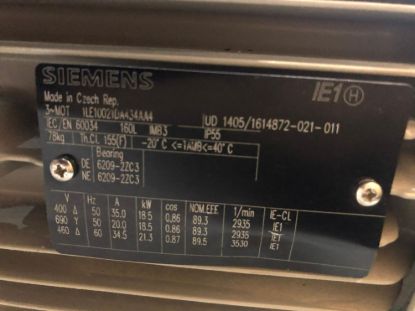 SIEMENS
IE1 H
Made in Czech Rep.
3~MOT 1LE10021DA434AA4 UD 1405/1614872-021-011
IEC/EN 60034 160L IMB3 IP55
78kg Th.CL 155(F) -20°C <=TAMB<=40°C
Bearing
DE 6209-2ZC3
NE 6209-2ZC3
V Hz A kW cos NOM.EFF 1/min IE-CL
400 Δ 50 35.0 18.5 0.86 89.3 2935 IE1
690 Y 50 20.0 18.5 0.86 89.3 2935 IE1
460 Δ 60 34.5 21.3 0.87 89.5 3530 IE1